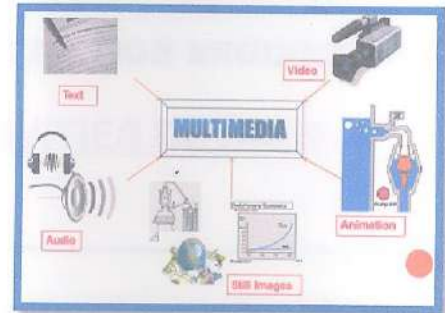 Text
Video
MULTIMEDIA
Audio
Animation
Still Images